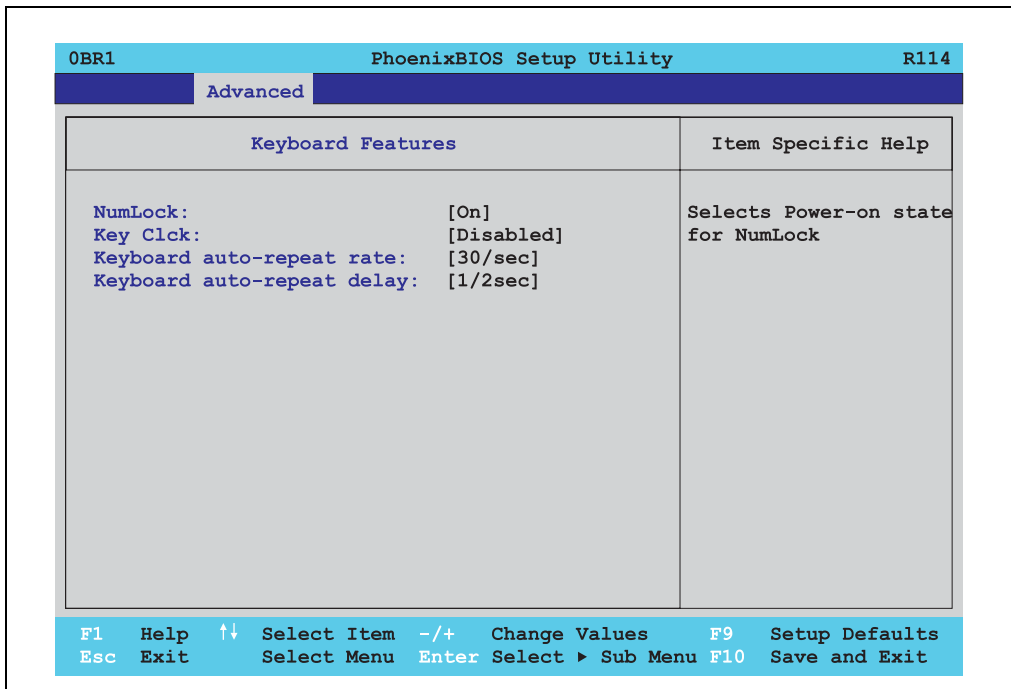 0BR1 PhoenixBIOS Setup Utility R114
Advanced
Keyboard Features Item Specific Help
NumLock: [On] Selects Power-on state
Key Clck: [Disabled] for NumLock
Keyboard auto-repeat rate: [30/sec]
Keyboard auto-repeat delay: [1/2sec]
F1 Help ↑↓ Select Item -/+ Change Values F9 Setup Defaults
Esc Exit Select Menu Enter Select ▶ Sub Menu F10 Save and Exit